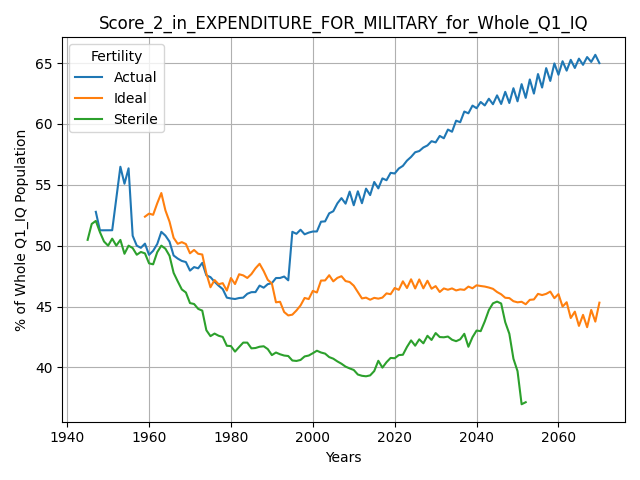 Score_2_in_EXPENDITURE_FOR_MILITARY_for_Whole_Q1_IQ
Fertility
Actual
Ideal
Sterile
% of Whole Q1_IQ Population
65
60
55
50
45
40
1940
1960
1980
2000
2020
2040
2060
Years